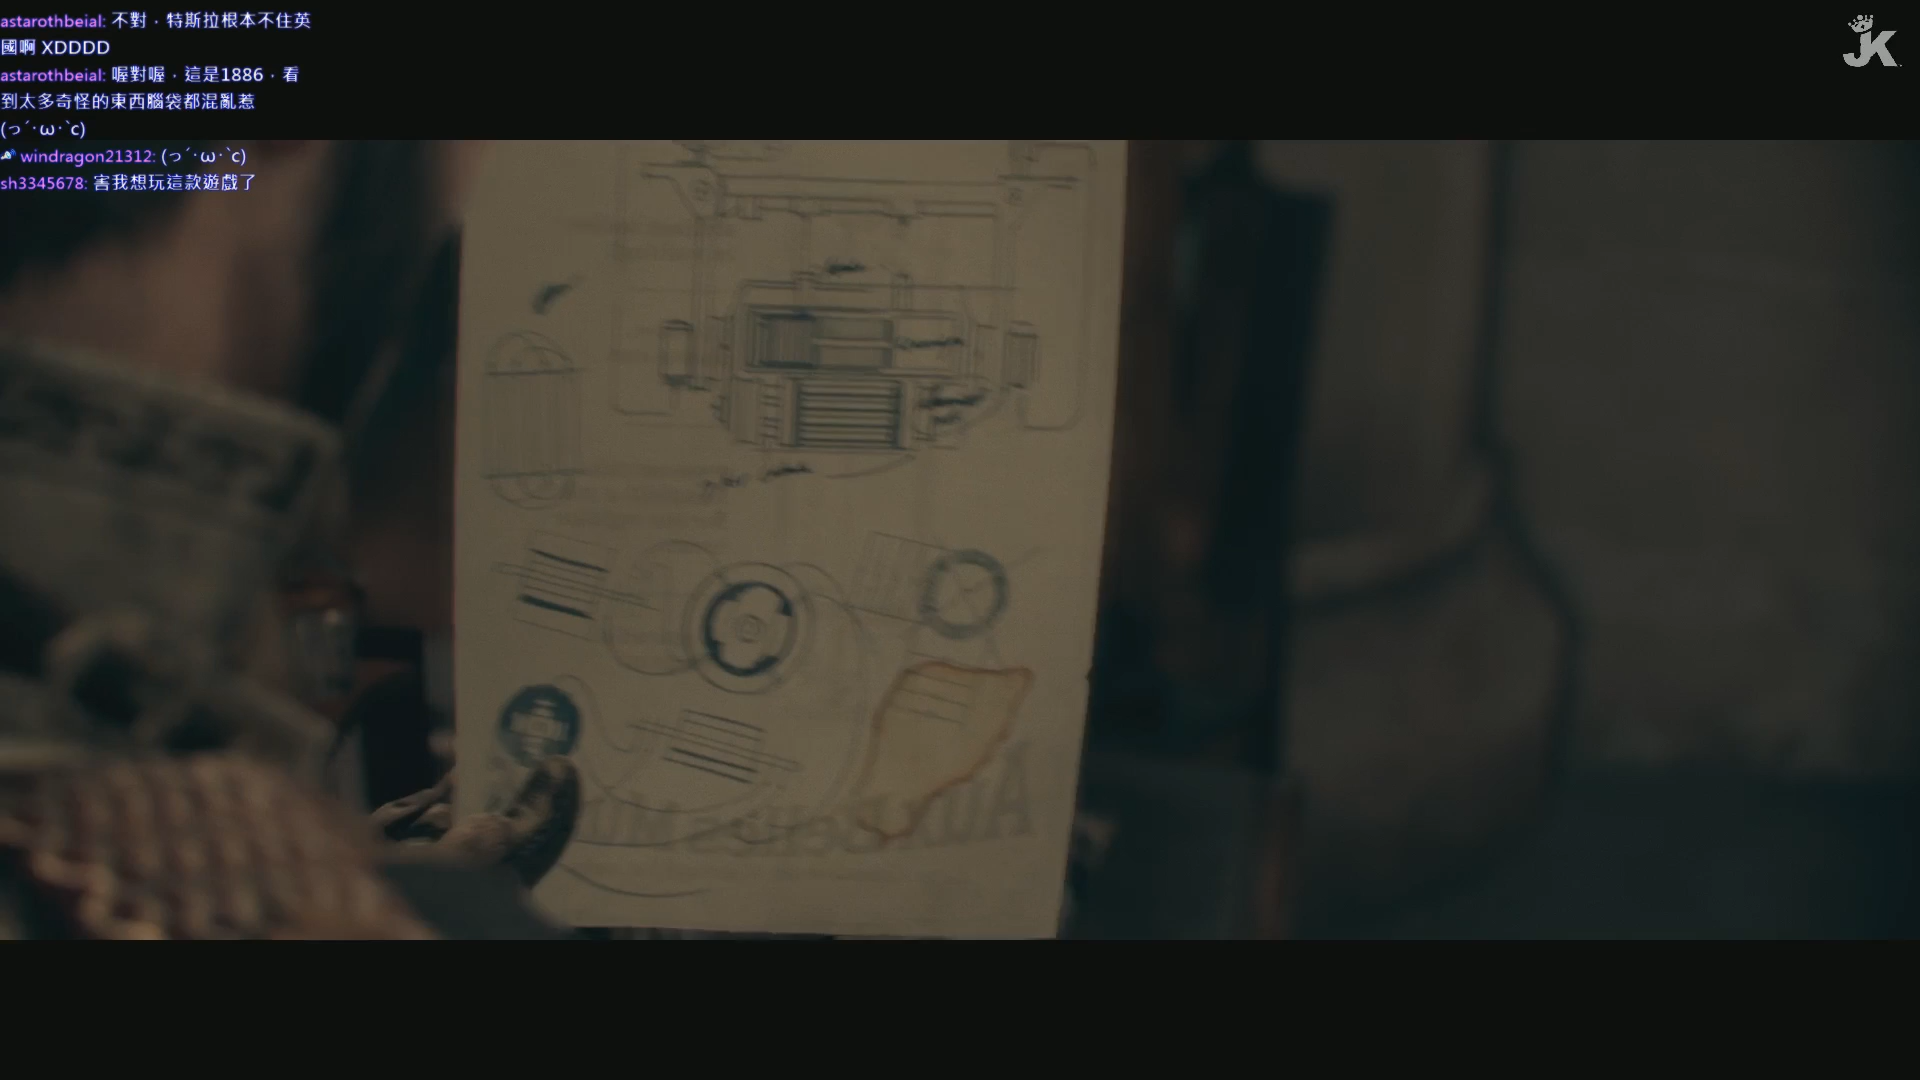 astarothbeial: 不對．特斯拉根本不住英
國啊 XDDDD
astarothbeial: 喔對喔．這是1886．看
到太多奇怪的東西腦袋都混亂惹
(っ´･ω･`c)
windragon21312: (っ´･ω･`c)
sh3345678: 害我想玩這款遊戲了
JK